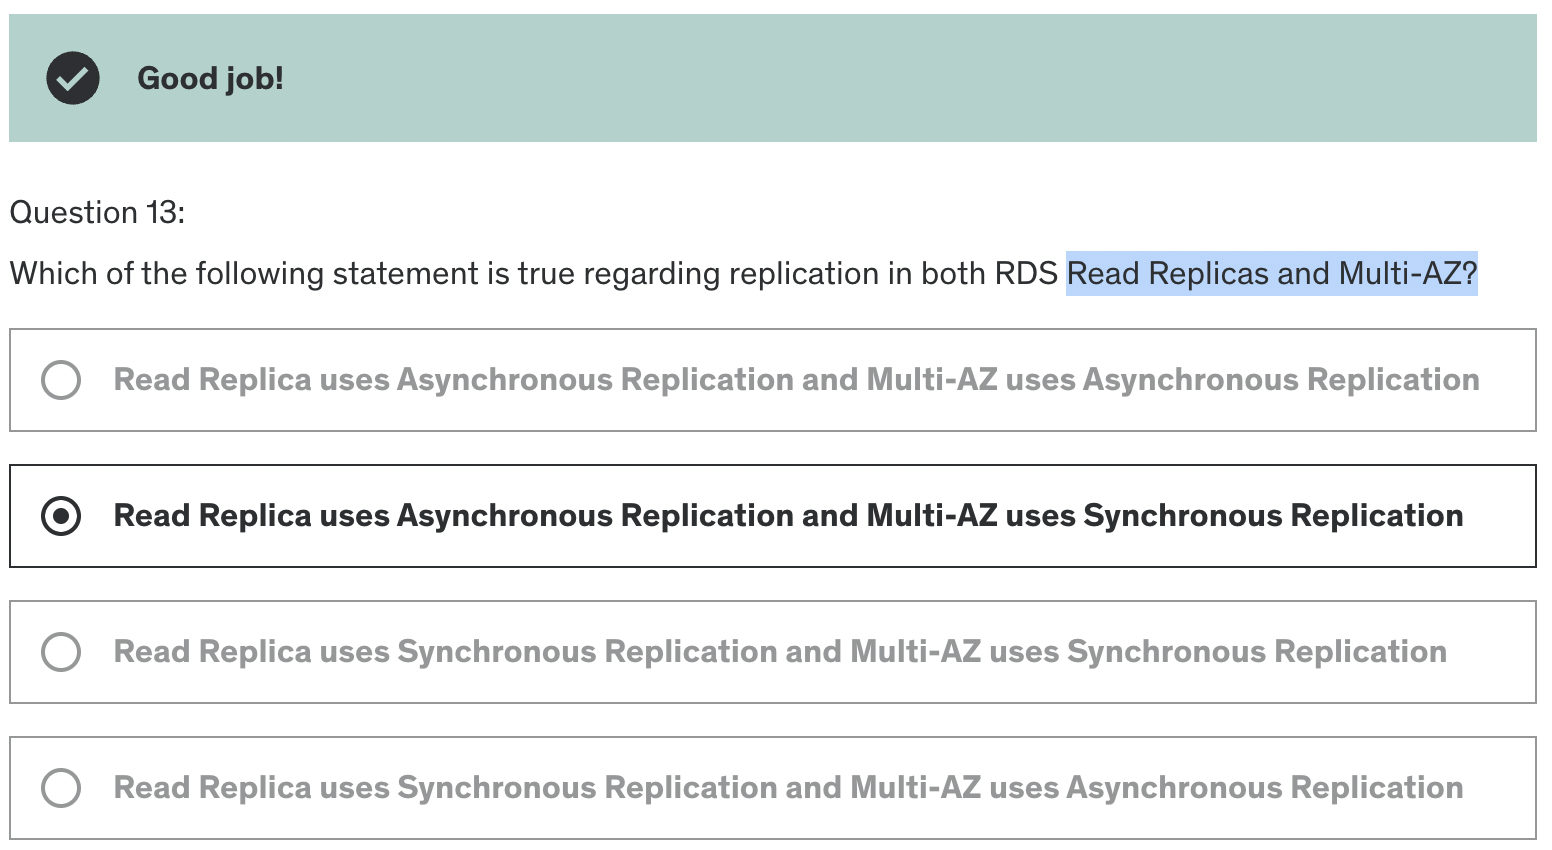 Good job!
Question 13:
Which of the following statement is true regarding replication in both RDS Read Replicas and Multi-AZ?
Read Replica uses Asynchronous Replication and Multi-AZ uses Asynchronous Replication
Read Replica uses Asynchronous Replication and Multi-AZ uses Synchronous Replication
Read Replica uses Synchronous Replication and Multi-AZ uses Synchronous Replication
Read Replica uses Synchronous Replication and Multi-AZ uses Asynchronous Replication